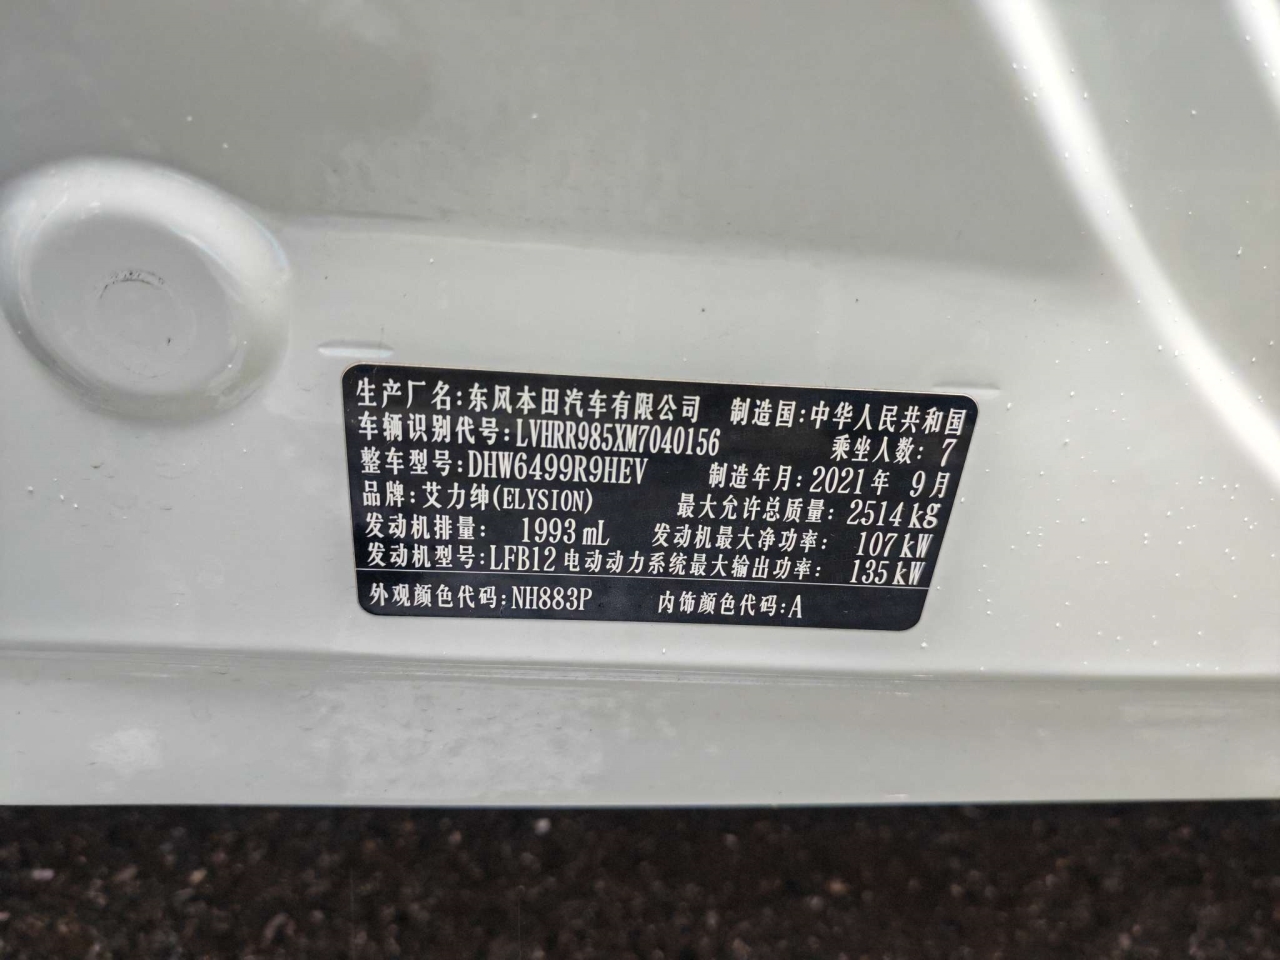 生产厂名:东风本田汽车有限公司 制造国:中华人民共和国
车辆识别代号:LVHRR985XM7040156 乘坐人数: 7
整车型号:DHW6499R9HEV 制造年月:2021年 9月
品牌:艾力绅(ELYSION) 最大允许总质量: 2514kg
发动机排量: 1993 mL 发动机最大净功率: 107kW
发动机型号:LFB12 电动动力系统最大输出功率: 135kW
外观颜色代码:NH883P 内饰颜色代码:A